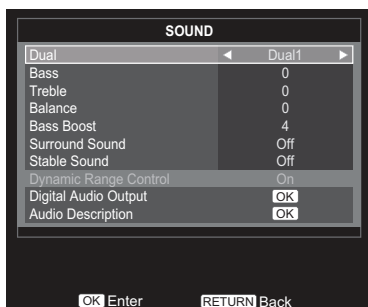 SOUND
Dual ◄ Dual1 ►
Bass 0
Treble 0
Balance 0
Bass Boost 4
Surround Sound Off
Stable Sound Off
Dynamic Range Control On
Digital Audio Output OK
Audio Description OK
OK Enter RETURN Back